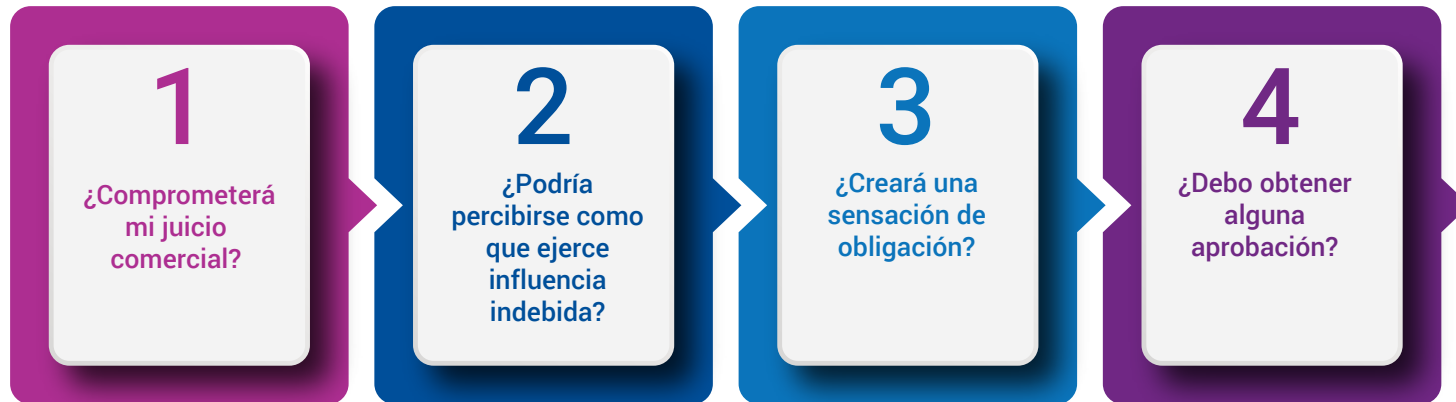 1
¿Comprometerá
mi juicio
comercial?
2
¿Podría
percibirse como
que ejerce
influencia
indebida?
3
¿Creará una
sensación de
obligación?
4
¿Debo obtener
alguna
aprobación?